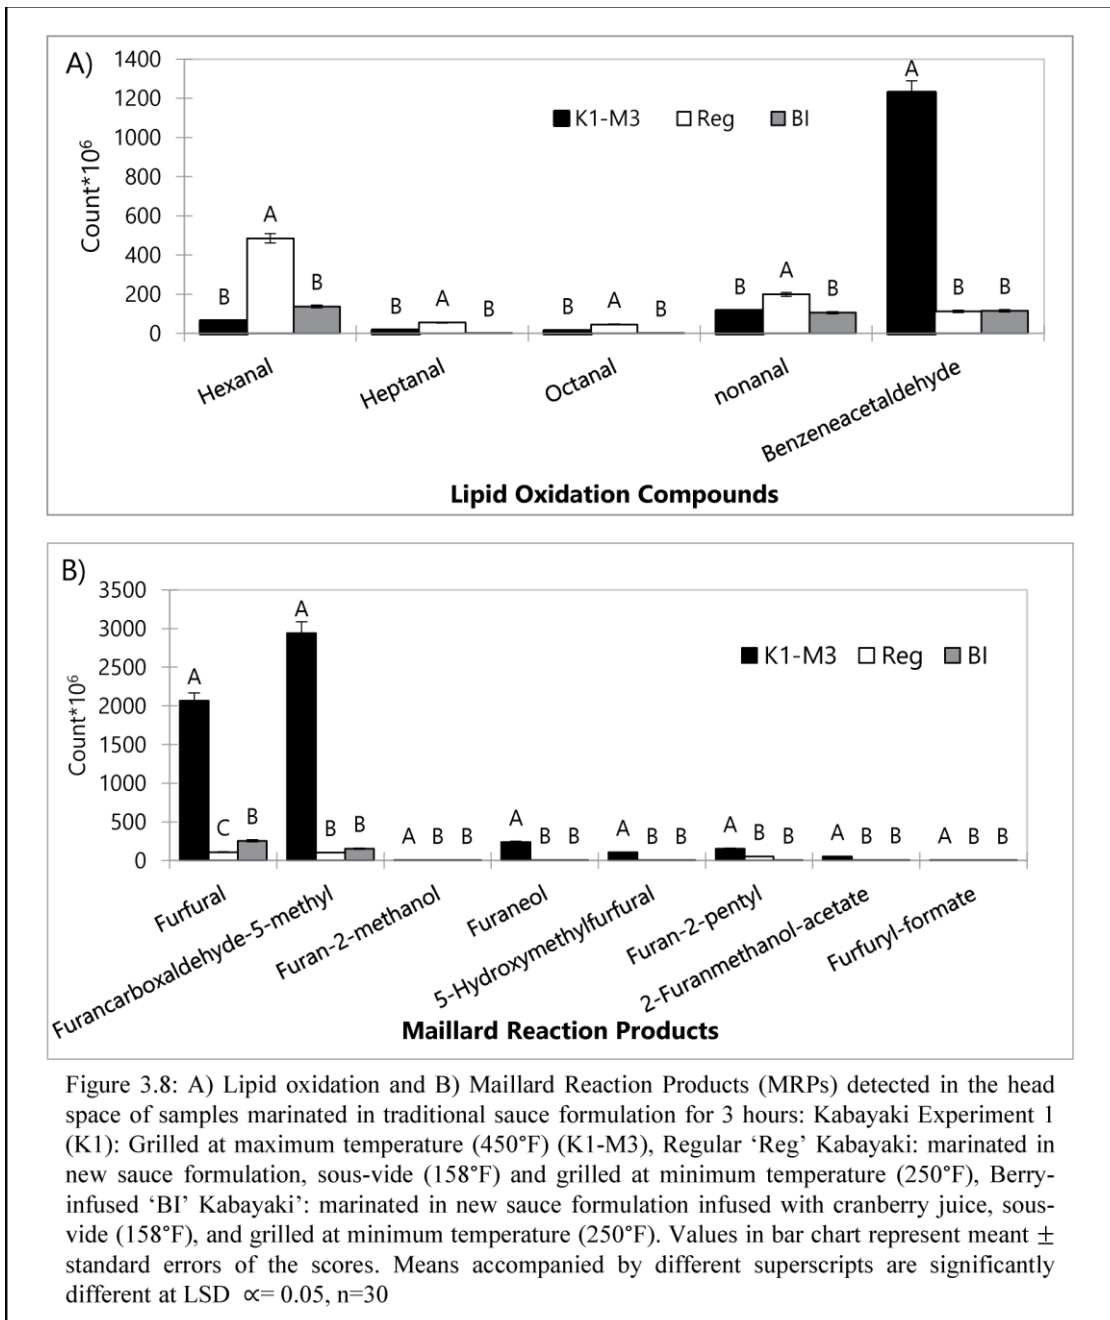 A)
1400
1200
1000
800
600
400
200
0
Count*10⁶
K1-M3 Reg BI
B A B
B A B
B A B
B A B
A B B
Hexanal
Heptanal
Octanal
nonanal
Benzeneacetaldehyde
Lipid Oxidation Compounds
B)
3500
3000
2500
2000
1500
1000
500
0
Count*10⁶
K1-M3 Reg BI
A C B
A B B
A B B
A B B
A B B
A B B
A B B
A B B
Furfural
Furancarboxaldehyde-5-methyl
Furan-2-methanol
Furaneol
5-Hydroxymethylfurfural
Furan-2-pentyl
2-Furanmethanol-acetate
Furfuryl-formate
Maillard Reaction Products
Figure 3.8: A) Lipid oxidation and B) Maillard Reaction Products (MRPs) detected in the head
space of samples marinated in traditional sauce formulation for 3 hours: Kabayaki Experiment 1
(K1): Grilled at maximum temperature (450°F) (K1-M3), Regular ‘Reg’ Kabayaki: marinated in
new sauce formulation, sous-vide (158°F) and grilled at minimum temperature (250°F), Berry-
infused ‘BI’ Kabayaki’: marinated in new sauce formulation infused with cranberry juice, sous-
vide (158°F), and grilled at minimum temperature (250°F). Values in bar chart represent meant ±
standard errors of the scores. Means accompanied by different superscripts are significantly
different at LSD ∝= 0.05, n=30